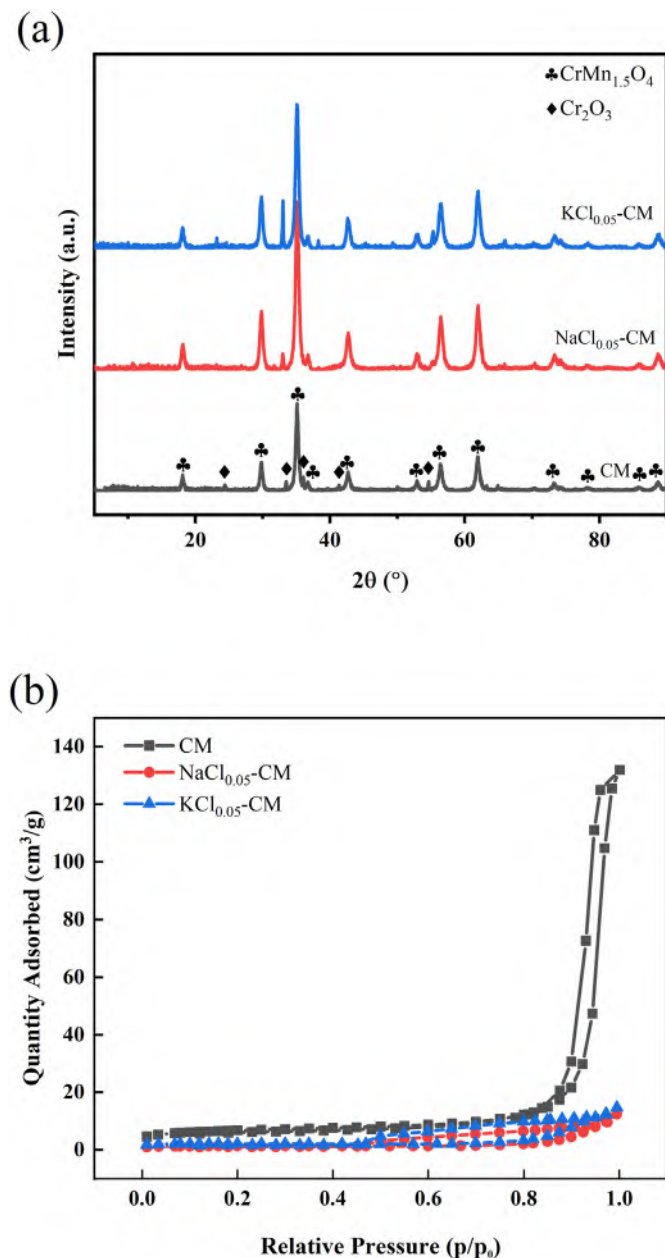 (a)
♣ CrMn₁.₅O₄
♦ Cr₂O₃
KCl₀.₀₅-CM
NaCl₀.₀₅-CM
CM
Intensity (a.u.)
20 40 60 80
2θ (°)
(b)
CM
NaCl₀.₀₅-CM
KCl₀.₀₅-CM
140
120
100
80
60
40
20
0
Quantity Adsorbed (cm³/g)
0.0 0.2 0.4 0.6 0.8 1.0
Relative Pressure (p/p₀)